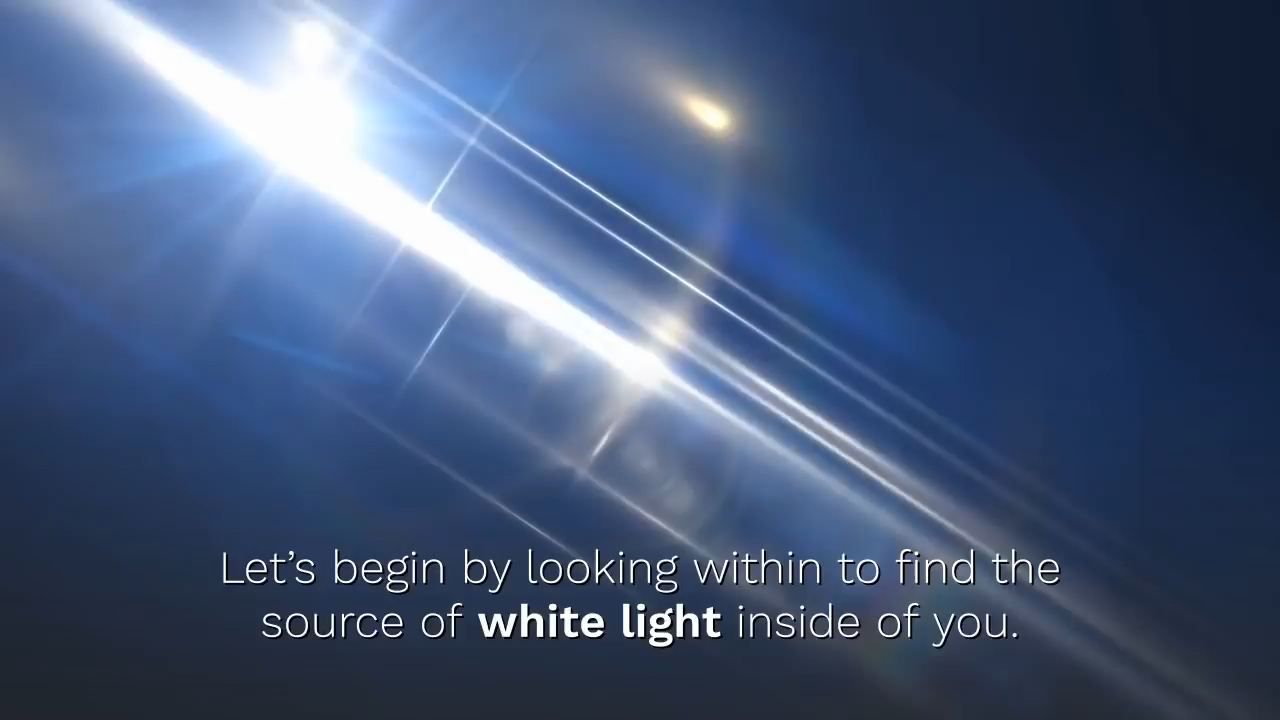 Let’s begin by looking within to find the
source of white light inside of you.